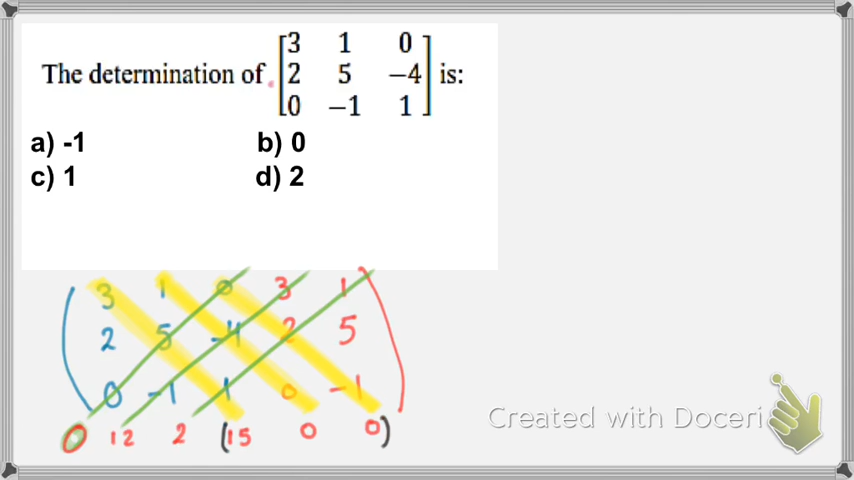 The determination of [3 1 0
2 5 -4
0 -1 1] is:
a) -1 b) 0
c) 1 d) 2
3 1 0 3 1
2 5 -4 2 5
0 -1 1 0 -1
0 12 2 (15 0 0)
Created with Doceri